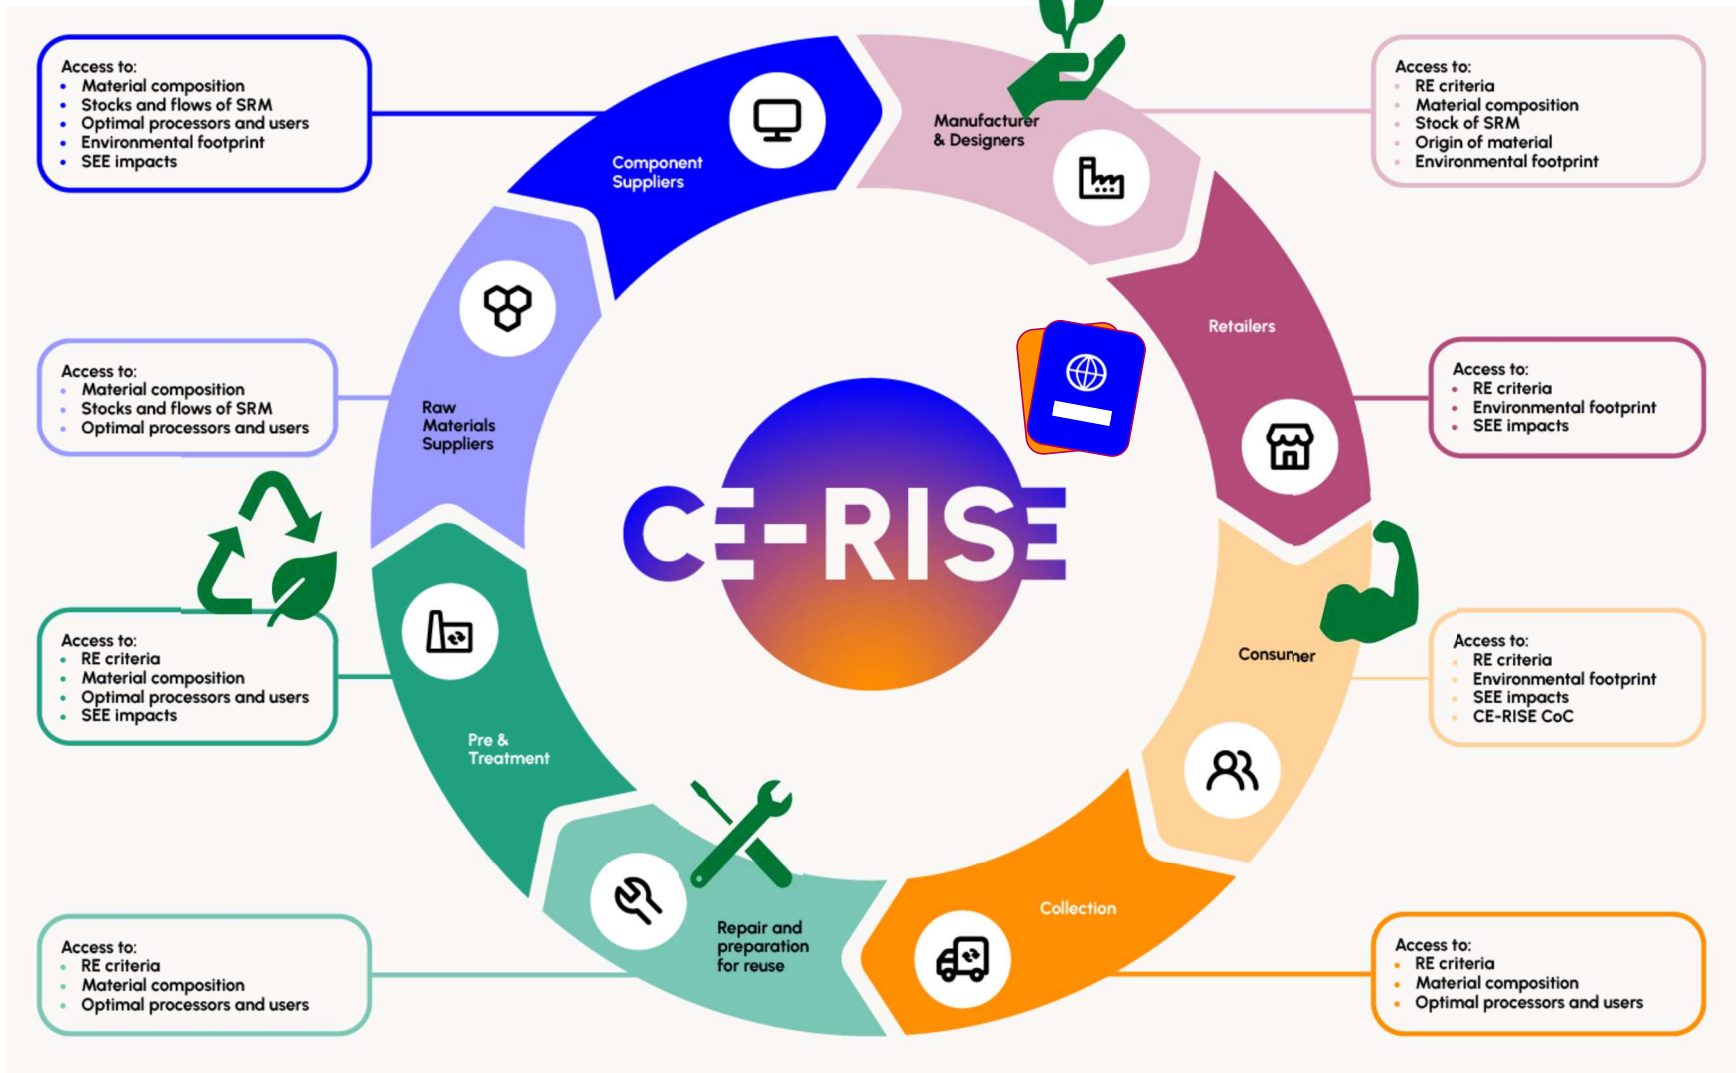 Access to:
Material composition
Stocks and flows of SRM
Optimal processors and users
Environmental footprint
SEE impacts
Component
Suppliers
Manufacturer
& Designers
Access to:
RE criteria
Material composition
Stock of SRM
Origin of material
Environmental footprint
Retailers
Access to:
RE criteria
Environmental footprint
SEE impacts
Access to:
Material composition
Stocks and flows of SRM
Optimal processors and users
Raw
Materials
Suppliers
CE-RISE
Consumer
Access to:
RE criteria
Environmental footprint
SEE impacts
CE-RISE CoC
Access to:
RE criteria
Material composition
Optimal processors and users
SEE impacts
Pre &
Treatment
Repair and
preparation
for reuse
Collection
Access to:
RE criteria
Material composition
Optimal processors and users
Access to:
RE criteria
Material composition
Optimal processors and users